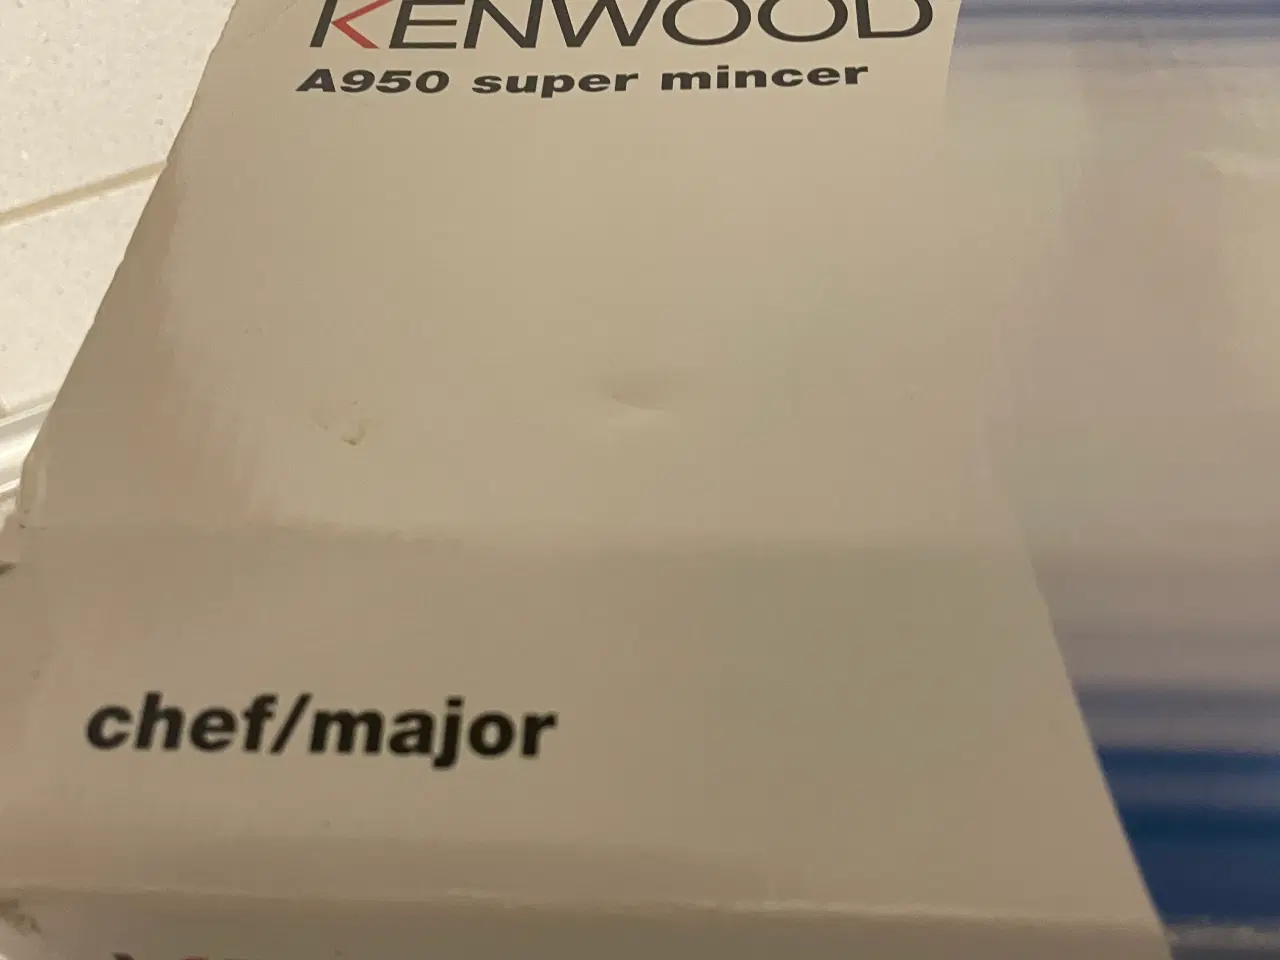 KENWOOD
A950 super mincer
chef/major